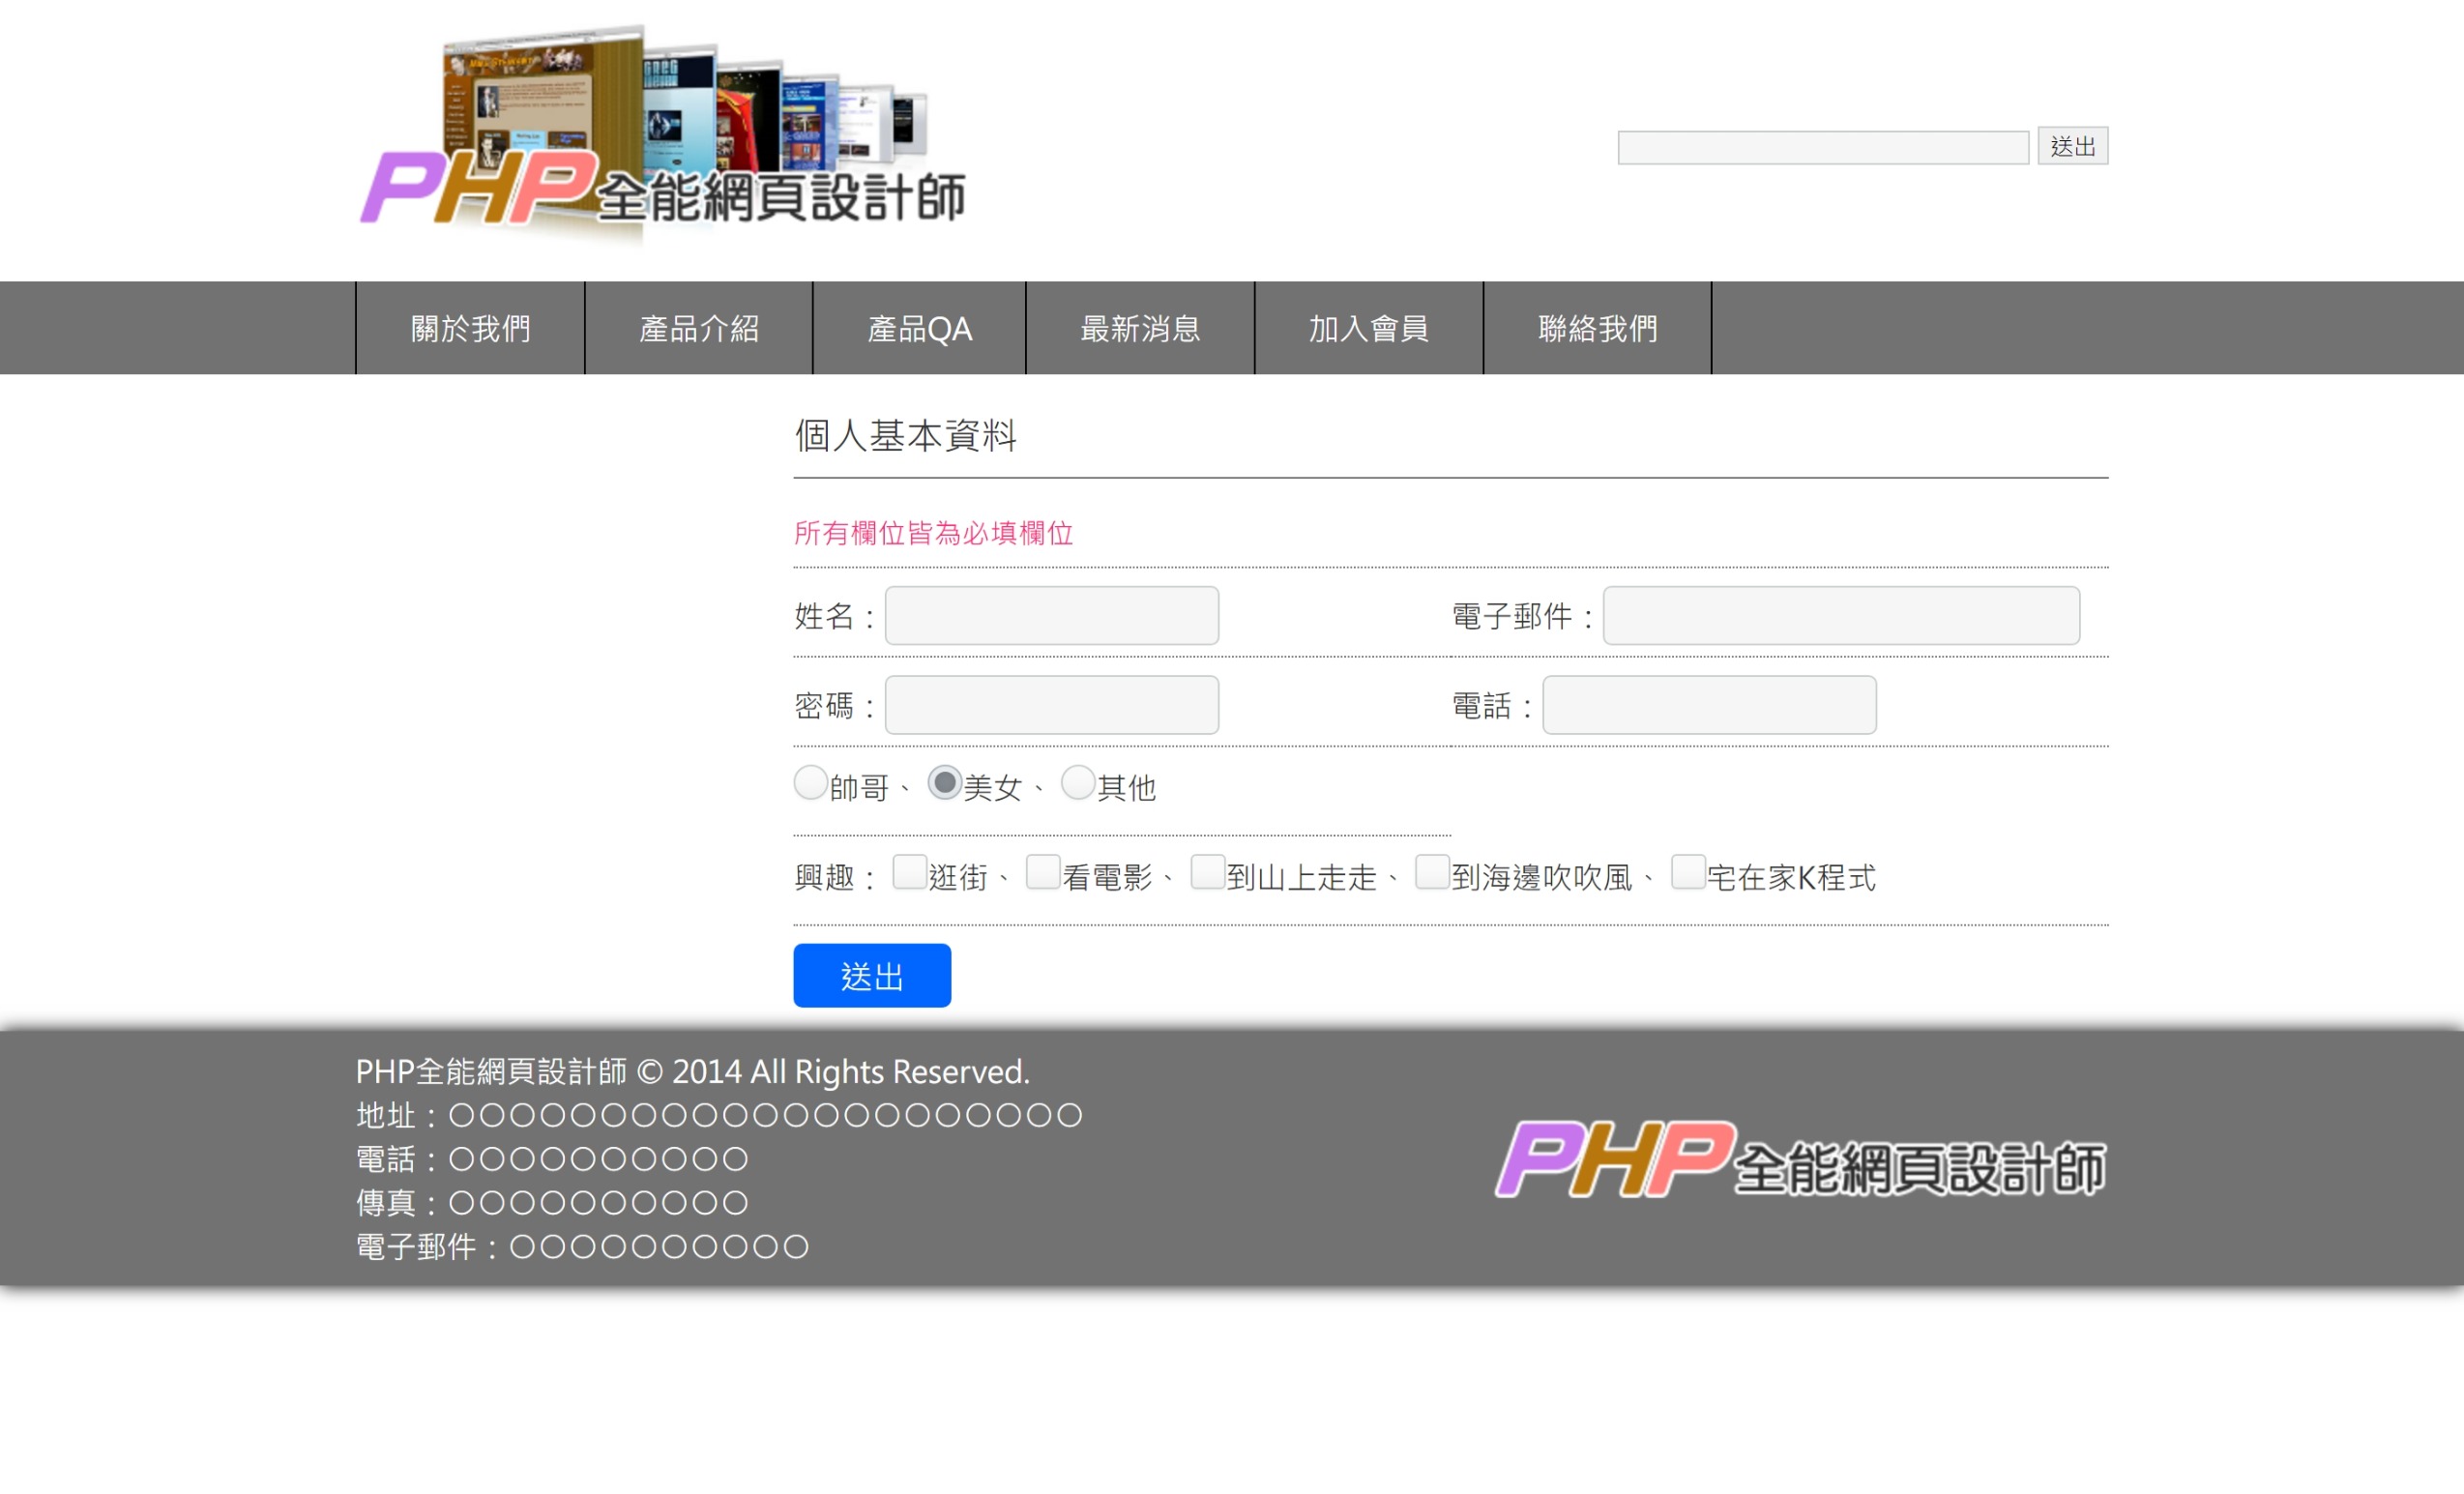 PHP全能網頁設計師
送出
關於我們 產品介紹 產品QA 最新消息 加入會員 聯絡我們
個人基本資料
所有欄位皆為必填欄位
姓名： 電子郵件：
密碼： 電話：
帥哥、 美女、 其他
興趣： 逛街、 看電影、 到山上走走、 到海邊吹吹風、 宅在家K程式
送出
PHP全能網頁設計師 © 2014 All Rights Reserved.
地址：○○○○○○○○○○○○○○○○○○○○○
電話：○○○○○○○○○○
傳真：○○○○○○○○○○
電子郵件：○○○○○○○○○○
PHP全能網頁設計師